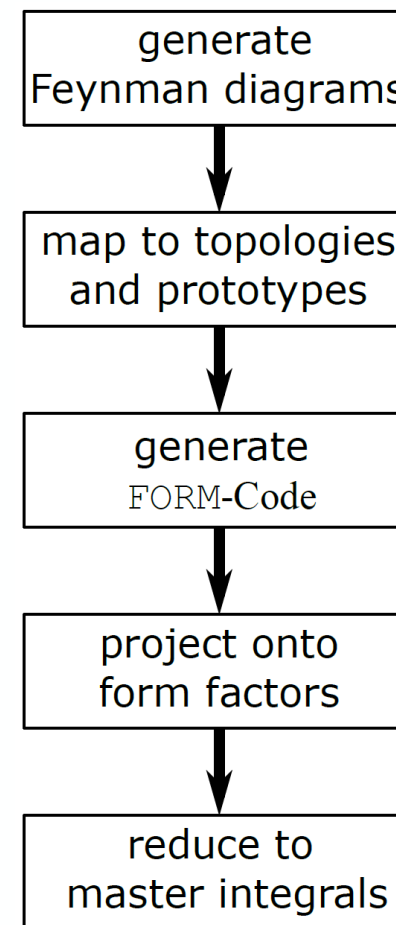 generate
Feynman diagrams
map to topologies
and prototypes
generate
FORM-Code
project onto
form factors
reduce to
master integrals